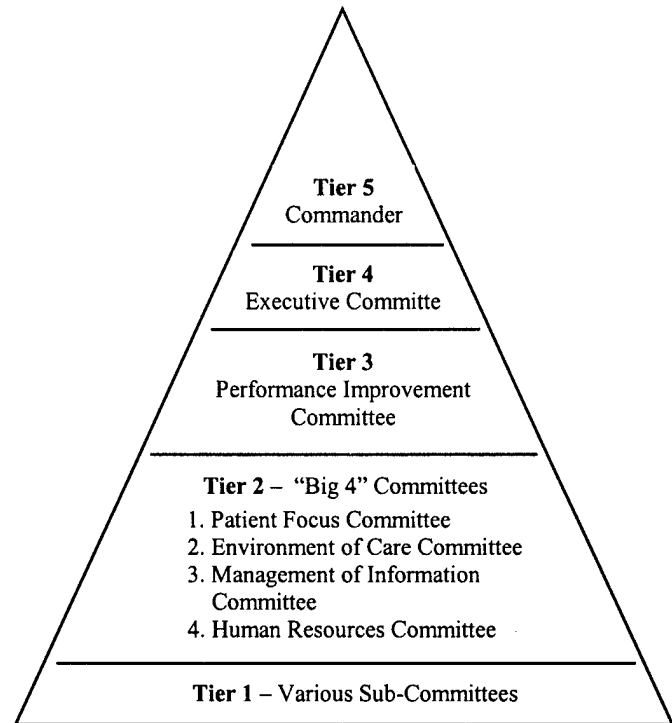 Tier 5
Commander
Tier 4
Executive Committe
Tier 3
Performance Improvement
Committee
Tier 2 – “Big 4” Committees
1. Patient Focus Committee
2. Environment of Care Committee
3. Management of Information
Committee
4. Human Resources Committee
Tier 1 – Various Sub-Committees